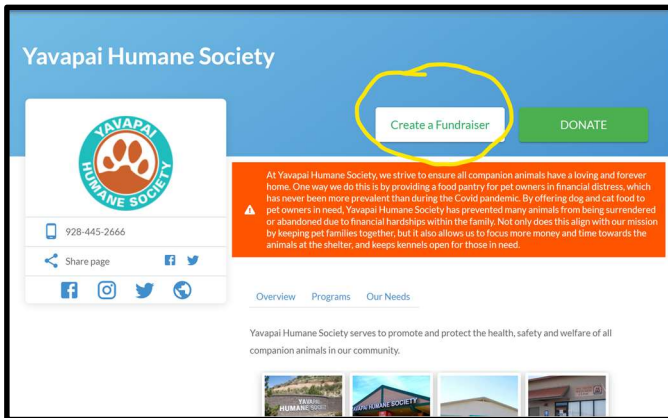 Yavapai Humane Society
Create a Fundraiser
DONATE
YAVAPAI
HUMANE SOCIETY
928-445-2666
Share page
At Yavapai Humane Society, we strive to ensure all companion animals have a loving and forever
home. One way we do this is by providing a food pantry for pet owners in financial distress, which
has never been more prevalent than during the Covid pandemic. By offering dog and cat food to
pet owners in need, Yavapai Humane Society has prevented many animals from being surrendered
or abandoned due to financial hardships within the family. Not only does this align with our mission
by keeping pet families together, but it also allows us to focus more money and time towards the
animals at the shelter, and keeps kennels open for those in need.
Overview Programs Our Needs
Yavapai Humane Society serves to promote and protect the health, safety and welfare of all
companion animals in our community.
YAVAPAI
HUMANE
YAVAPAI HUMANE SOCIETY